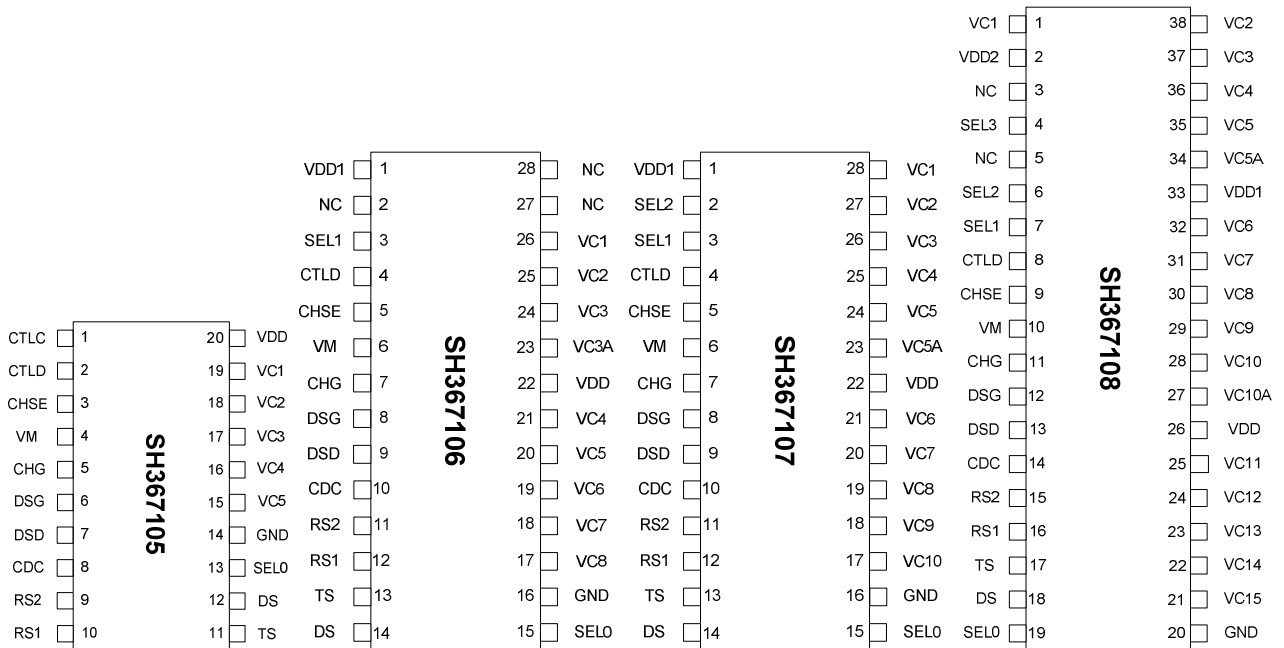 SH367105
CTLC 1 20 VDD
CTLD 2 19 VC1
CHSE 3 18 VC2
VM 4 17 VC3
CHG 5 16 VC4
DSG 6 15 VC5
DSD 7 14 GND
CDC 8 13 SEL0
RS2 9 12 DS
RS1 10 11 TS
SH367106
VDD1 1 28 NC
NC 2 27 NC
SEL1 3 26 VC1
CTLD 4 25 VC2
CHSE 5 24 VC3
VM 6 23 VC3A
CHG 7 22 VDD
DSG 8 21 VC4
DSD 9 20 VC5
CDC 10 19 VC6
RS2 11 18 VC7
RS1 12 17 VC8
TS 13 16 GND
DS 14 15 SEL0
SH367107
VDD1 1 28 VC1
SEL2 2 27 VC2
SEL1 3 26 VC3
CTLD 4 25 VC4
CHSE 5 24 VC5
VM 6 23 VC5A
CHG 7 22 VDD
DSG 8 21 VC6
DSD 9 20 VC7
CDC 10 19 VC8
RS2 11 18 VC9
RS1 12 17 VC10
TS 13 16 GND
DS 14 15 SEL0
SH367108
VC1 1 38 VC2
VDD2 2 37 VC3
NC 3 36 VC4
SEL3 4 35 VC5
NC 5 34 VC5A
SEL2 6 33 VDD1
SEL1 7 32 VC6
CTLD 8 31 VC7
CHSE 9 30 VC8
VM 10 29 VC9
CHG 11 28 VC10
DSG 12 27 VC10A
DSD 13 26 VDD
CDC 14 25 VC11
RS2 15 24 VC12
RS1 16 23 VC13
TS 17 22 VC14
DS 18 21 VC15
SEL0 19 20 GND